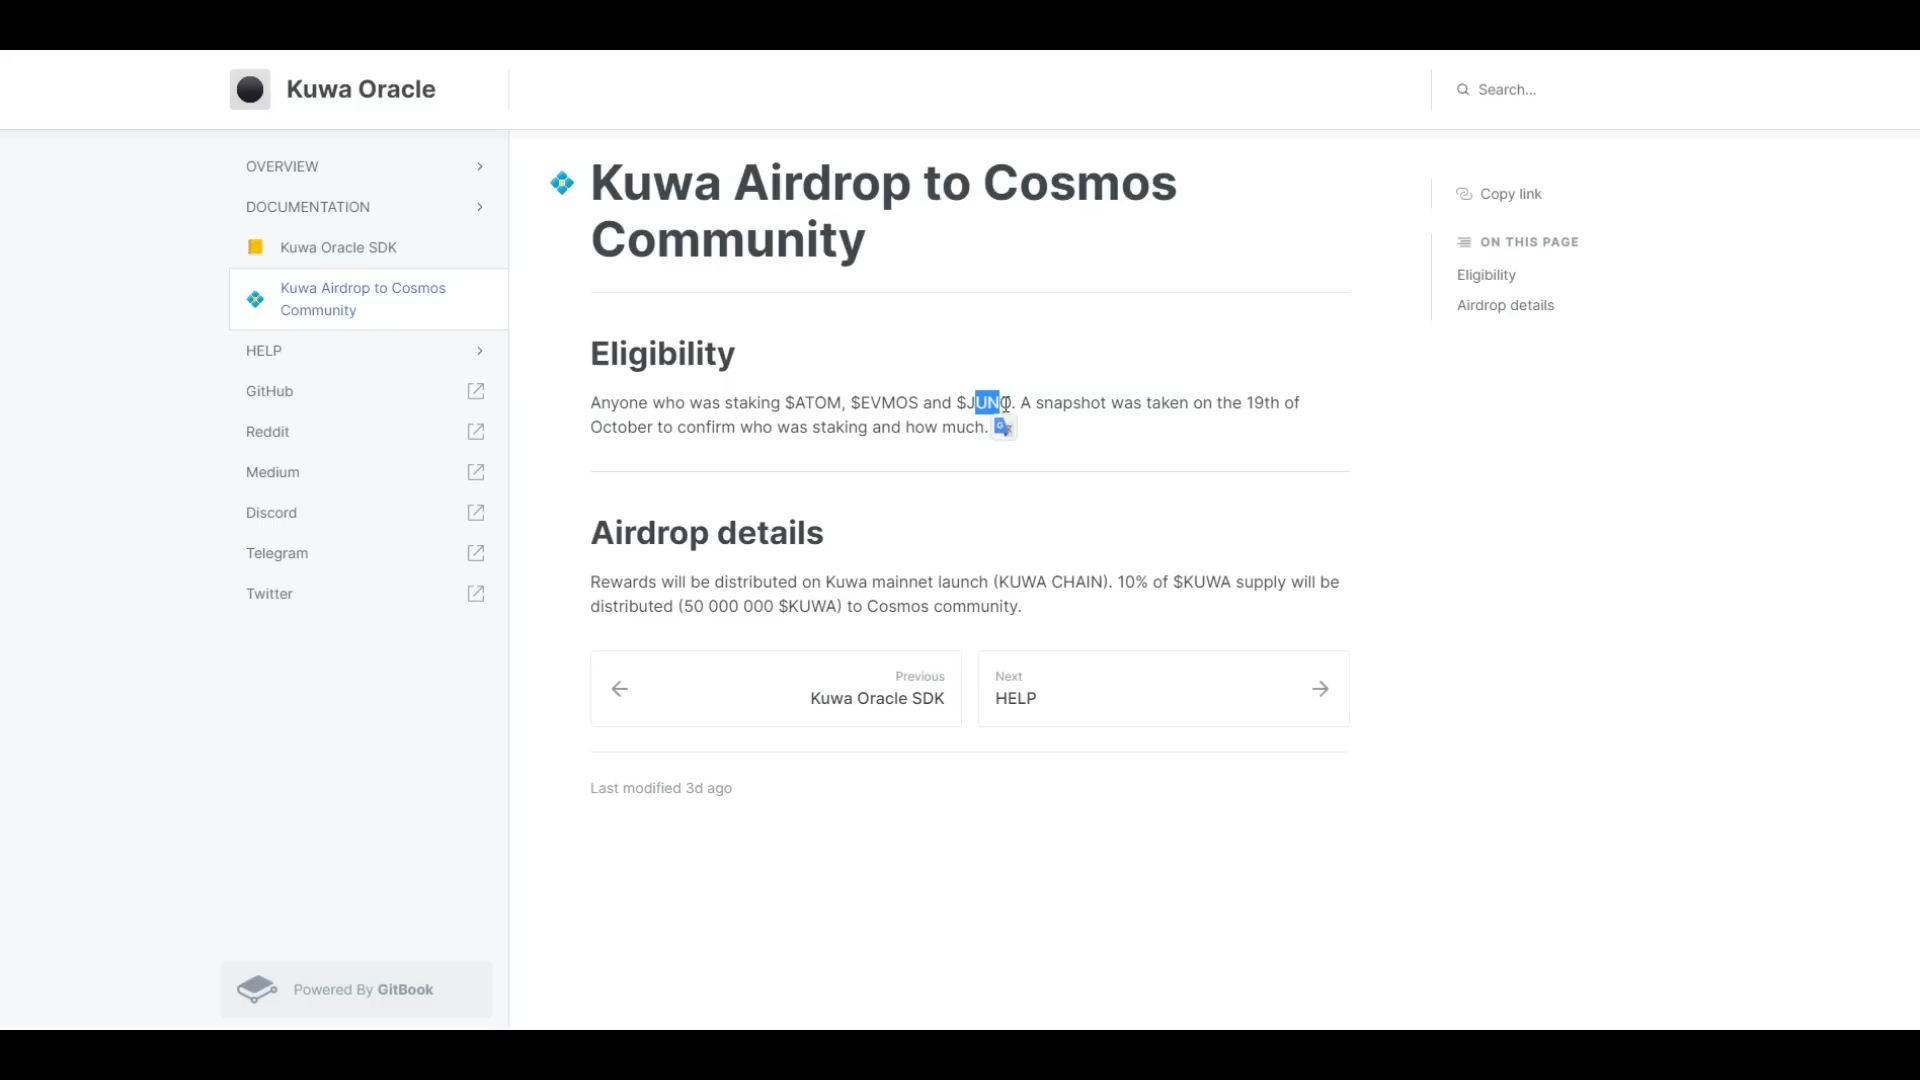 Kuwa Oracle
Search...
OVERVIEW
DOCUMENTATION
Kuwa Oracle SDK
Kuwa Airdrop to Cosmos
Community
HELP
GitHub
Reddit
Medium
Discord
Telegram
Twitter
Powered By GitBook
Kuwa Airdrop to Cosmos
Community
Eligibility
Anyone who was staking $ATOM, $EVMOS and $JUNO. A snapshot was taken on the 19th of
October to confirm who was staking and how much.
Airdrop details
Rewards will be distributed on Kuwa mainnet launch (KUWA CHAIN). 10% of $KUWA supply will be
distributed (50 000 000 $KUWA) to Cosmos community.
Previous
Kuwa Oracle SDK
Next
HELP
Last modified 3d ago
Copy link
ON THIS PAGE
Eligibility
Airdrop details